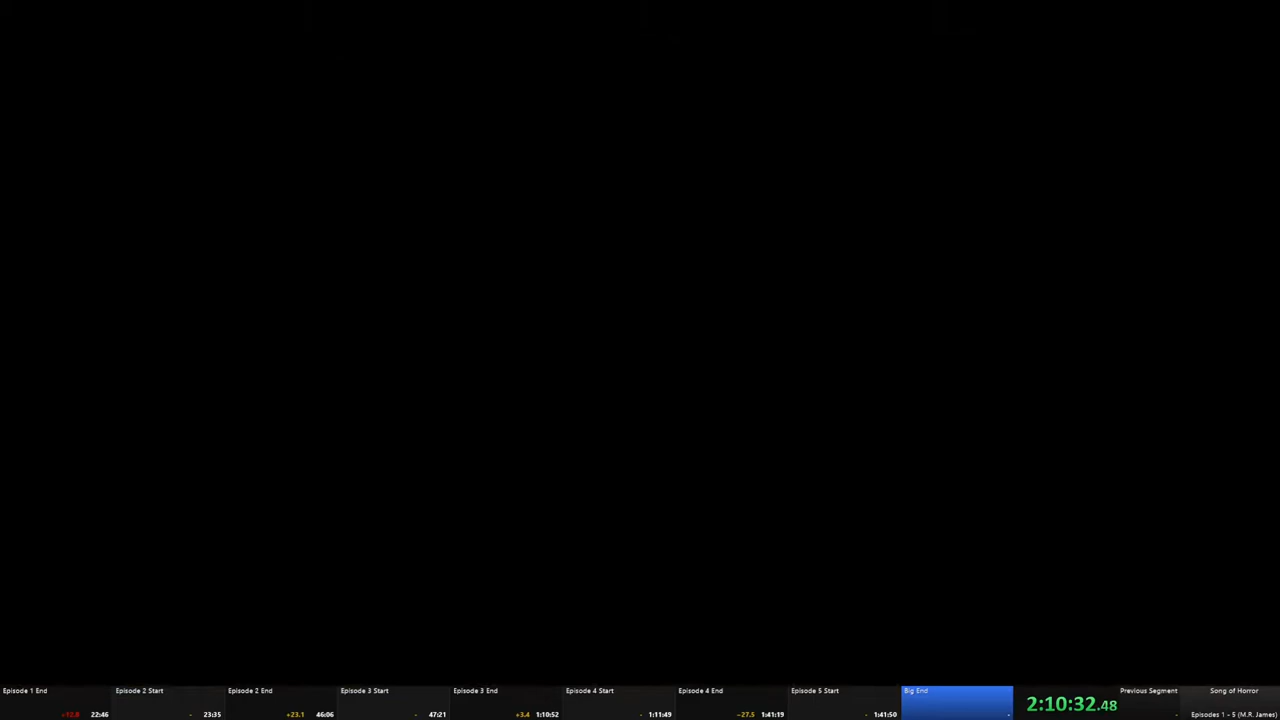 Episode 1 End
+12.8 22:46
Episode 2 Start
- 23:35
Episode 2 End
+23.1 46:06
Episode 3 Start
- 47:21
Episode 3 End
+3.4 1:10:52
Episode 4 Start
- 1:11:49
Episode 4 End
-27.5 1:41:19
Episode 5 Start
- 1:41:50
Big End
-
2:10:32.48
Previous Segment
-
Song of Horror
Episodes 1 - 5 (M.R. James)